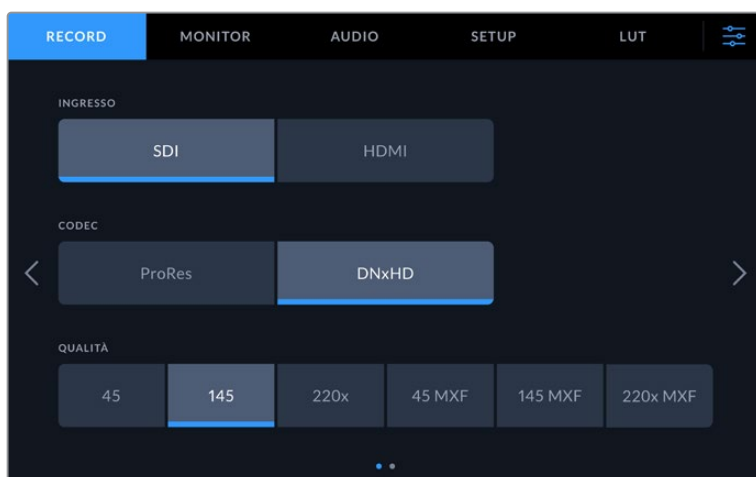 RECORD MONITOR AUDIO SETUP LUT
INGRESSO
SDI HDMI
CODEC
ProRes DNxHD
QUALITÀ
45 145 220x 45 MXF 145 MXF 220x MXF